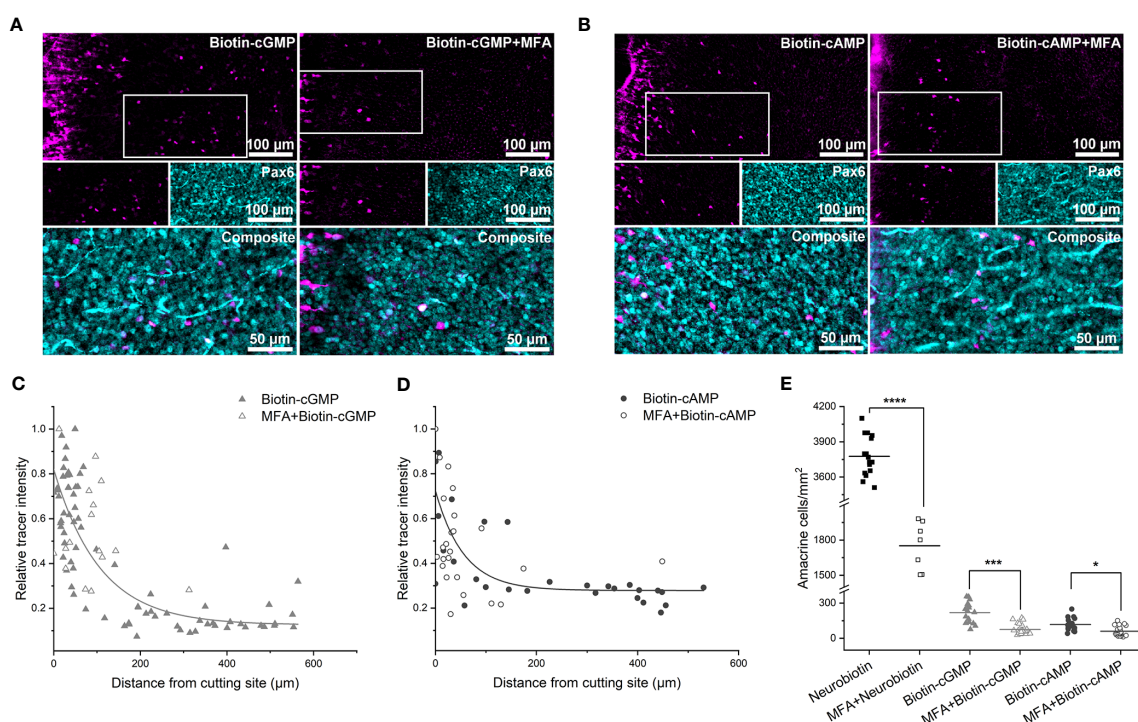 A
B
Biotin-cGMP
Biotin-cGMP+MFA
Biotin-cAMP
Biotin-cAMP+MFA
100 µm
100 µm
100 µm
100 µm
Pax6
Pax6
Pax6
Pax6
100 µm
100 µm
100 µm
100 µm
Composite
Composite
Composite
Composite
50 µm
50 µm
50 µm
50 µm
C
Biotin-cGMP
MFA+Biotin-cGMP
Relative tracer intensity
1.0
0.8
0.6
0.4
0.2
0
200
400
600
Distance from cutting site (µm)
D
Biotin-cAMP
MFA+Biotin-cAMP
Relative tracer intensity
1.0
0.8
0.6
0.4
0.2
0
200
400
600
Distance from cutting site (µm)
E
Amacrine cells/mm2
4200
3900
3600
1800
1500
300
0
****
***
*
Neurobiotin
MFA+Neurobiotin
Biotin-cGMP
MFA+Biotin-cGMP
Biotin-cAMP
MFA+Biotin-cAMP